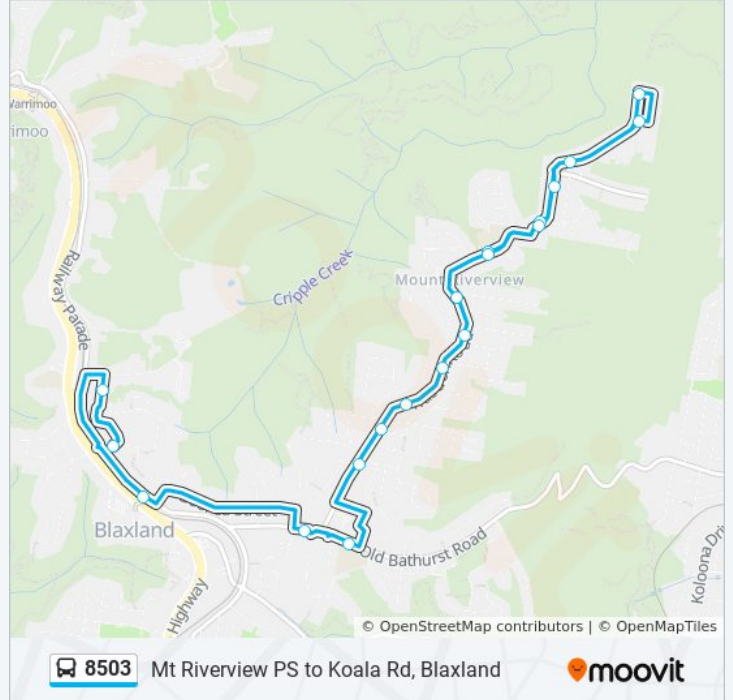 Warrimoo
rimoo
Railway Parade
Cripple Creek
Mount Riverview
Blaxland
Old Bathurst Road
Highway
Koloona Dri
© OpenStreetMap contributors | © OpenMapTiles
8503 Mt Riverview PS to Koala Rd, Blaxland
moovit